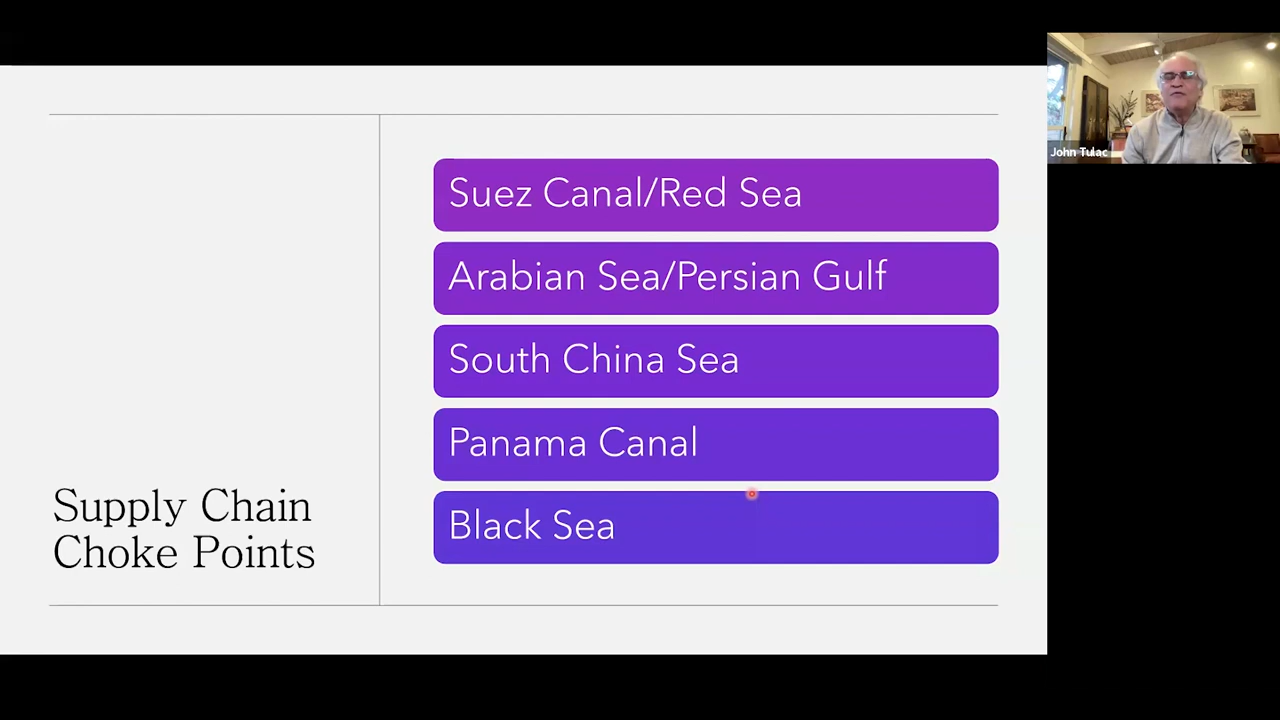 Suez Canal/Red Sea
Arabian Sea/Persian Gulf
South China Sea
Panama Canal
Black Sea
Supply Chain
Choke Points
John Tulac